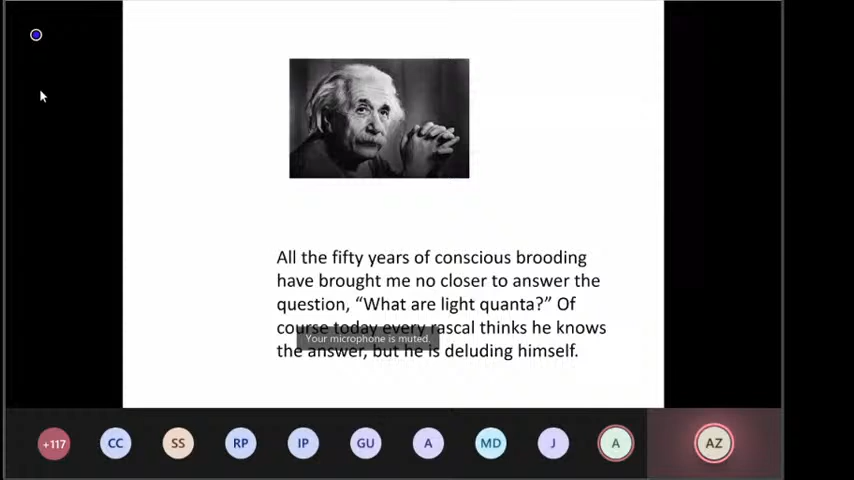 All the fifty years of conscious brooding
have brought me no closer to answer the
question, “What are light quanta?” Of
course today every rascal thinks he knows
the answer, but he is deluding himself.
Your microphone is muted.
+117
CC
SS
RP
IP
GU
A
MD
J
A
AZ